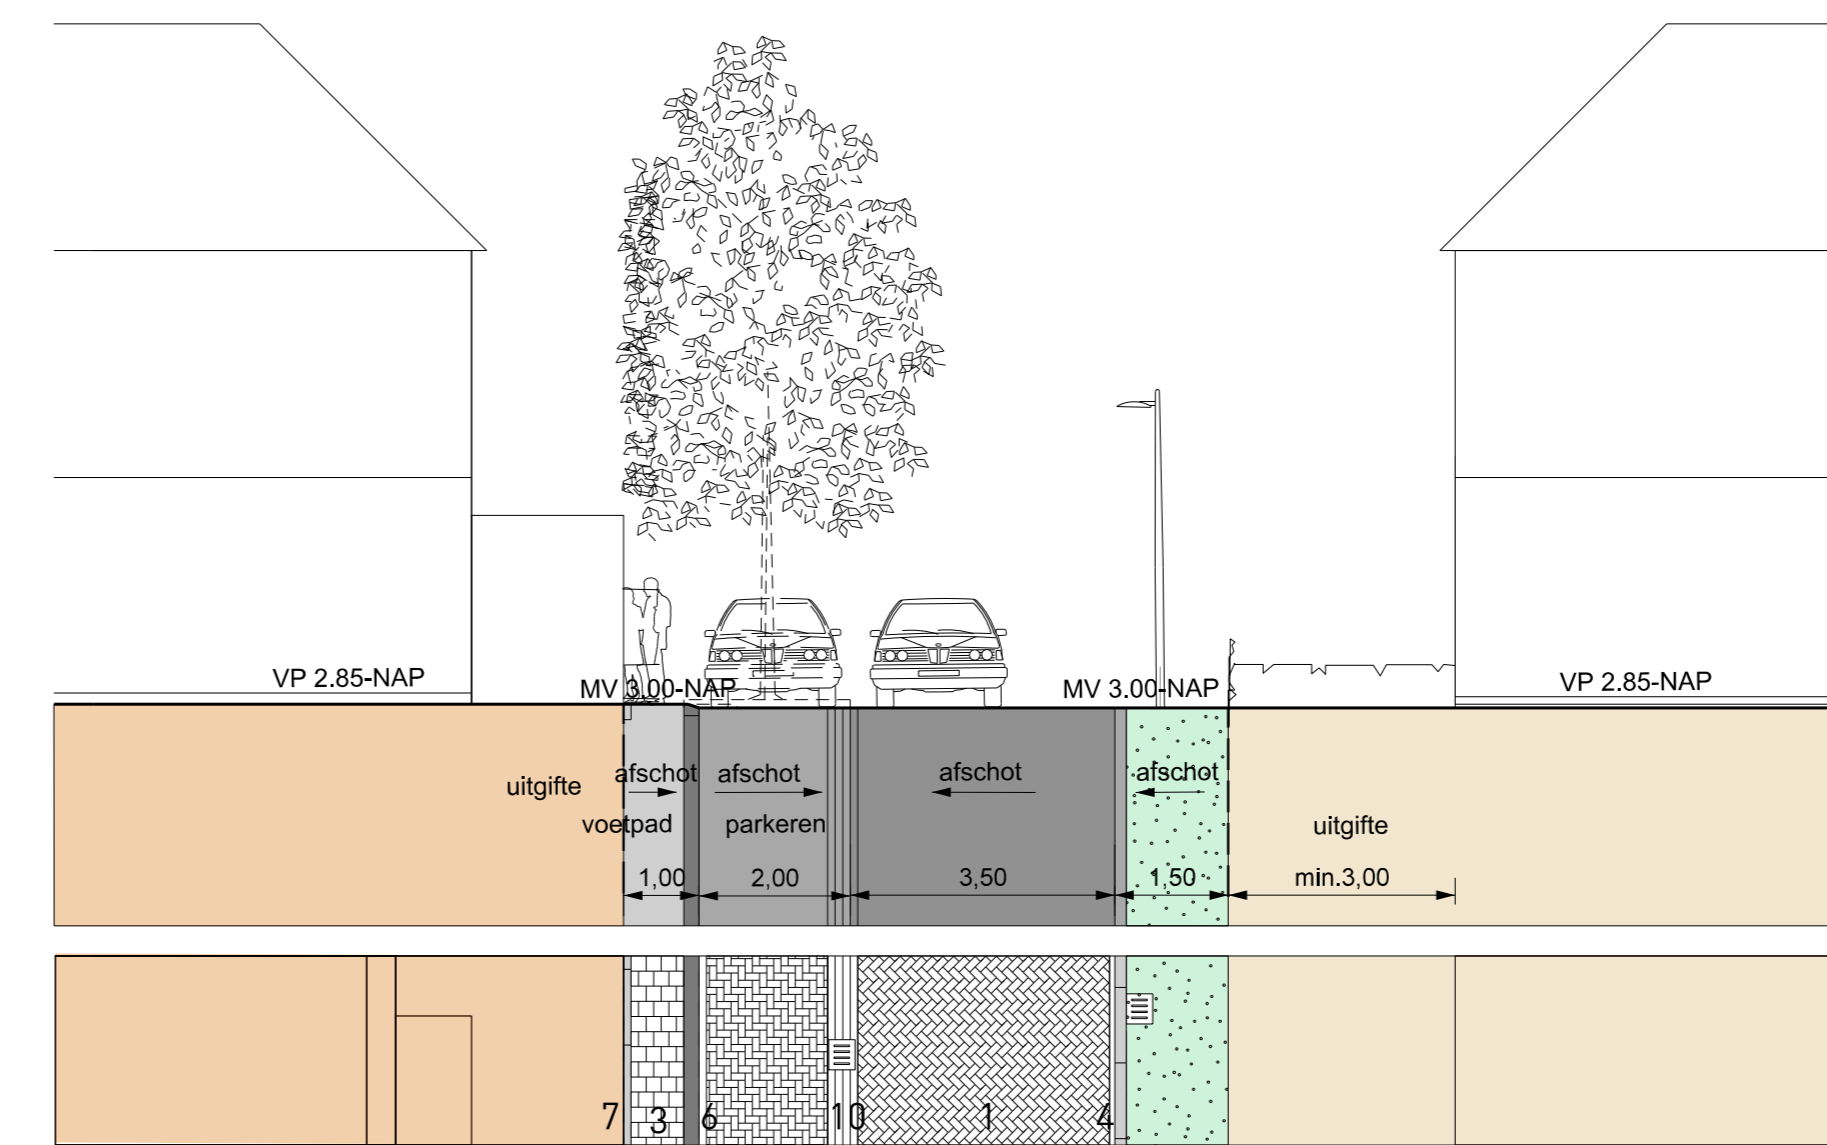 VP 2.85-NAP
MV 3.00-NAP
MV 3.00-NAP
VP 2.85-NAP
uitgifte
afschot
afschot
afschot
afschot
voetpad
parkeren
uitgifte
1,00
2,00
3,50
1,50
min.3,00
7 3 6 10 1 4